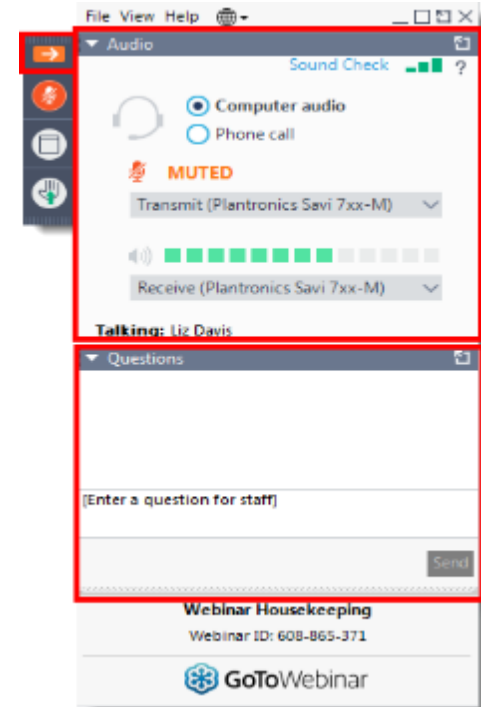 File View Help
Audio
Sound Check ?
Computer audio
Phone call
MUTED
Transmit (Plantronics Savi 7xx-M)
Receive (Plantronics Savi 7xx-M)
Talking: Liz Davis
Questions
[Enter a question for staff]
Send
Webinar Housekeeping
Webinar ID: 608-865-371
GoToWebinar